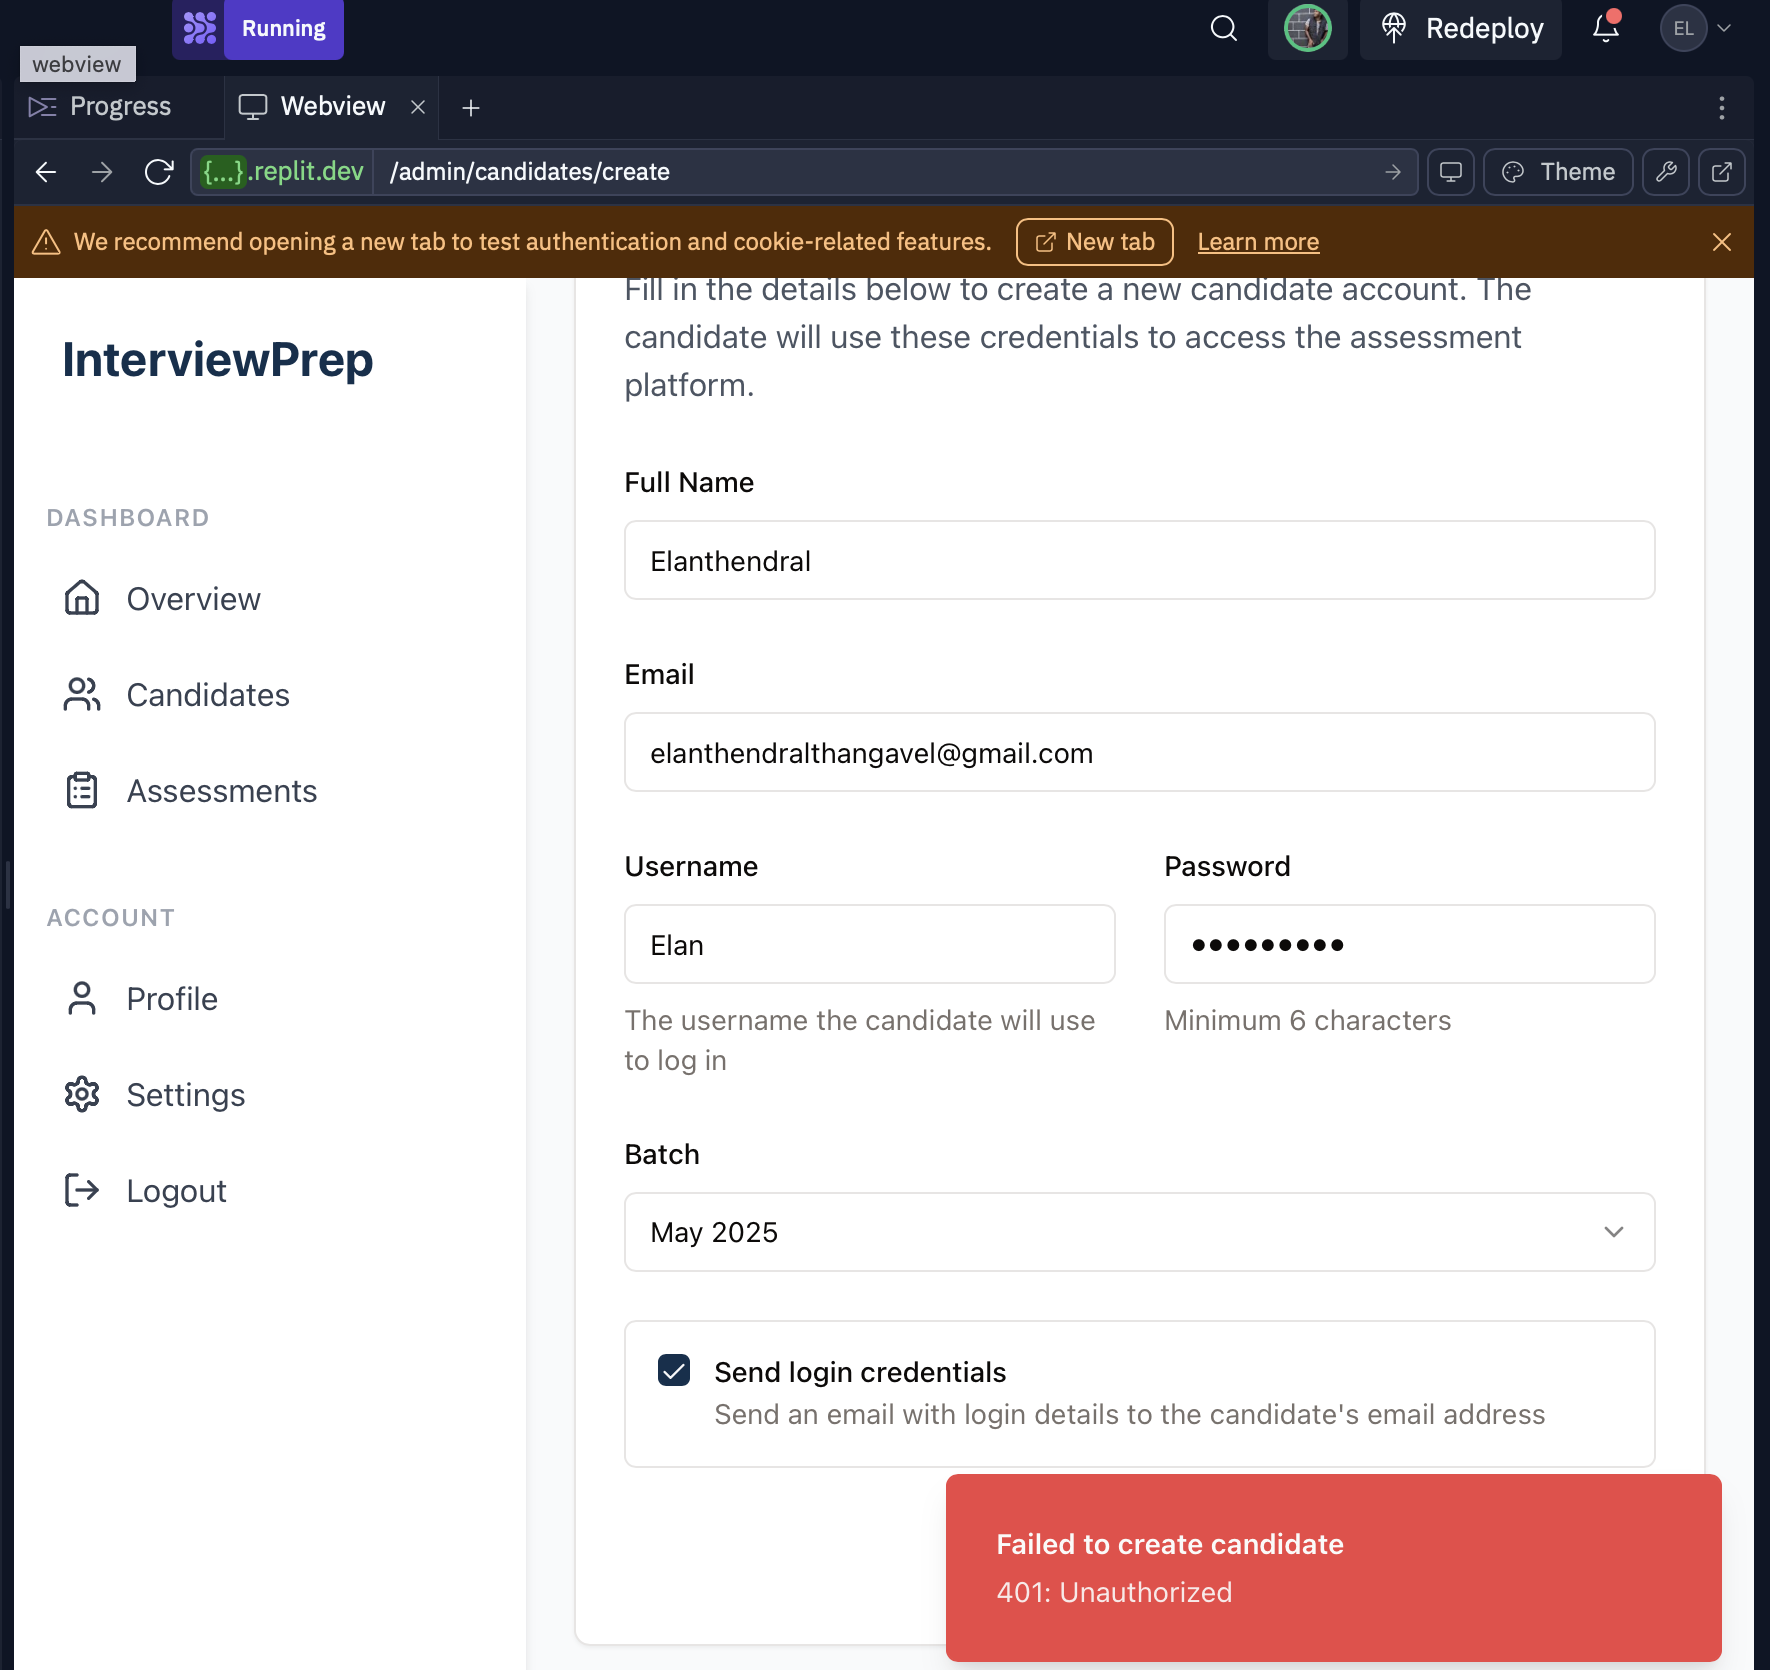 Running
Redeploy
EL
webview
Progress
Webview
{...}.replit.dev
/admin/candidates/create
Theme
We recommend opening a new tab to test authentication and cookie-related features.
New tab
Learn more
InterviewPrep
DASHBOARD
Overview
Candidates
Assessments
ACCOUNT
Profile
Settings
Logout
Fill in the details below to create a new candidate account. The
candidate will use these credentials to access the assessment
platform.
Full Name
Elanthendral
Email
elanthendralthangavel@gmail.com
Username
Password
Elan
•••••••••
The username the candidate will use
to log in
Minimum 6 characters
Batch
May 2025
Send login credentials
Send an email with login details to the candidate's email address
Failed to create candidate
401: Unauthorized